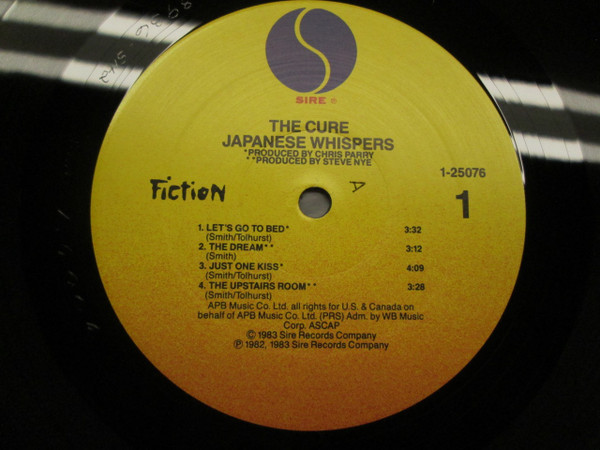 SIRE ®
THE CURE
JAPANESE WHISPERS
*PRODUCED BY CHRIS PARRY
**PRODUCED BY STEVE NYE
1-25076
Fiction
A
1
1. LET'S GO TO BED* 3:32
(Smith/Tolhurst)
2. THE DREAM** 3:12
(Smith)
3. JUST ONE KISS* 4:09
(Smith/Tolhurst)
4. THE UPSTAIRS ROOM** 3:28
(Smith/Tolhurst)
APB Music Co. Ltd. all rights for U.S. & Canada on
behalf of APB Music Co. Ltd. (PRS) Adm. by WB Music
Corp. ASCAP
© 1983 Sire Records Company
℗ 1982, 1983 Sire Records Company